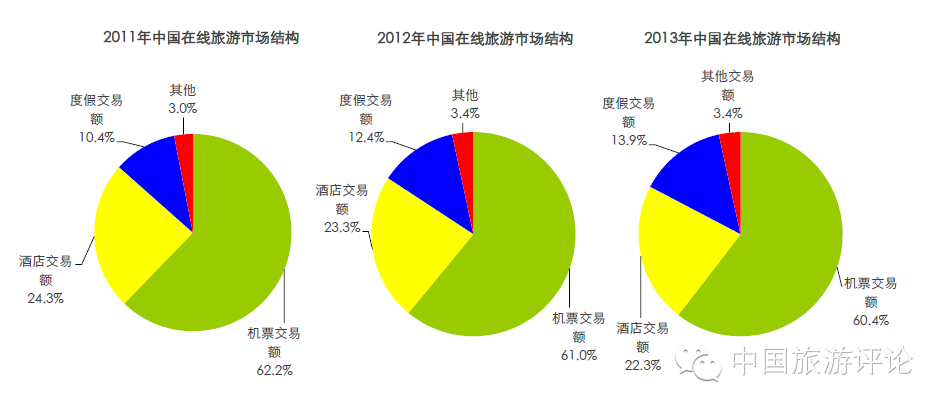 2011年中国在线旅游市场结构
其他
3.0%
度假交易
额
10.4%
酒店交易
额
24.3%
机票交易
额
62.2%
2012年中国在线旅游市场结构
其他
3.4%
度假交易
额
12.4%
酒店交易
额
23.3%
机票交易
额
61.0%
2013年中国在线旅游市场结构
其他交易
额
3.4%
度假交易
额
13.9%
酒店交易
额
22.3%
机票交易
额
60.4%
中国旅游评论